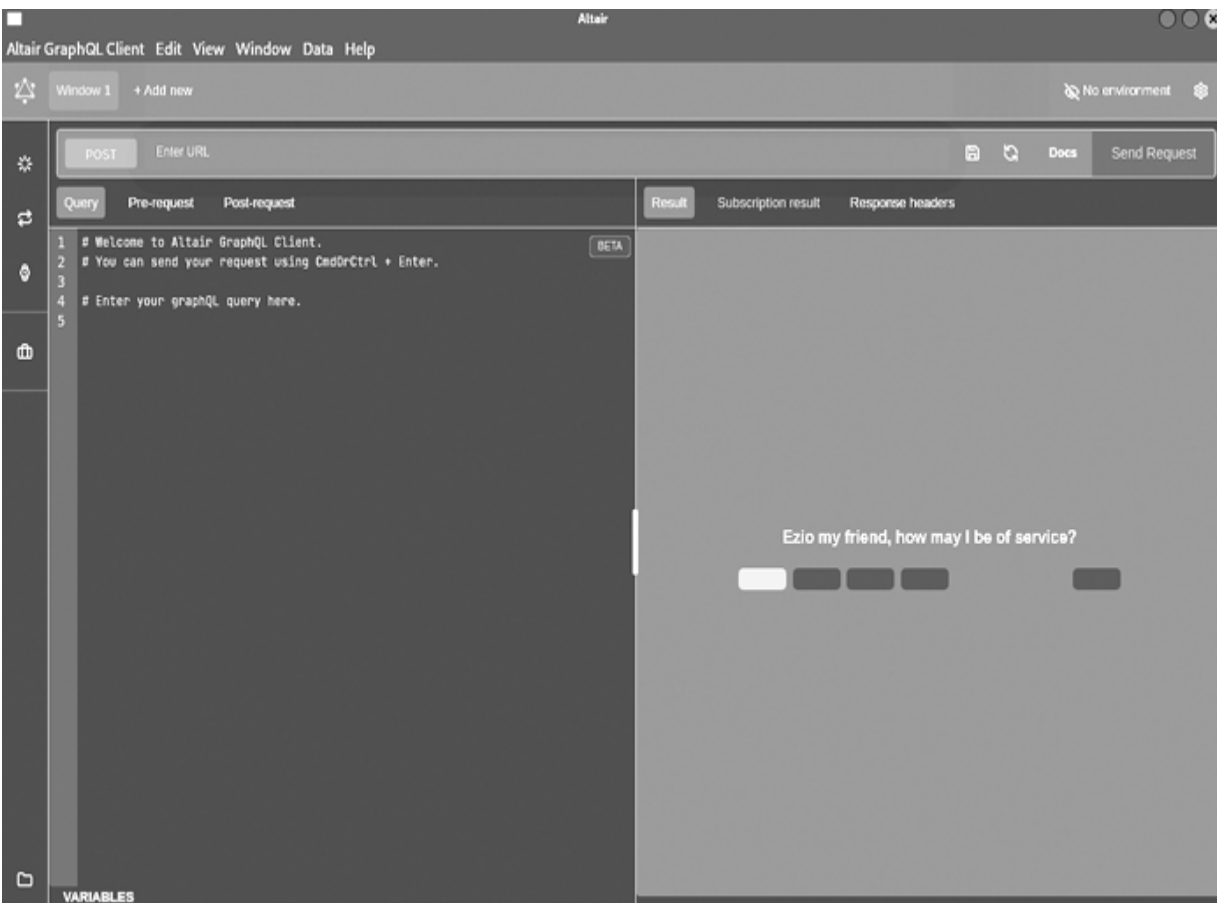 Altair
Altair GraphQL Client Edit View Window Data Help
Window 1 + Add new No environment
POST Enter URL Docs Send Request
Query Pre-request Post-request Result Subscription result Response headers
1 # Welcome to Altair GraphQL Client. BETA
2 # You can send your request using CmdOrCtrl + Enter.
3
4 # Enter your graphQL query here.
5
Ezio my friend, how may I be of service?
VARIABLES